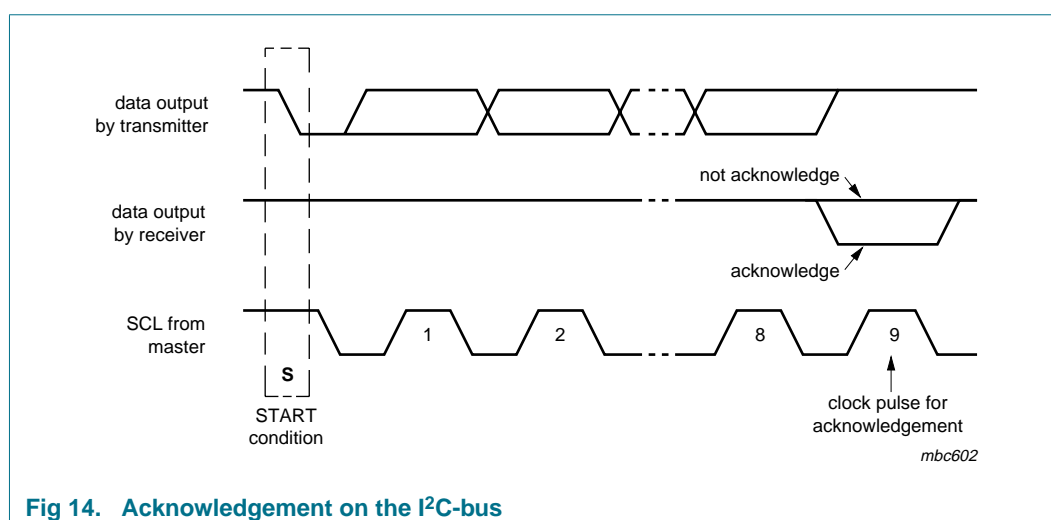 data output
by transmitter
not acknowledge
data output
by receiver
acknowledge
SCL from
master
1
2
8
9
S
START
condition
clock pulse for
acknowledgement
mbc602
Fig 14. Acknowledgement on the I²C-bus